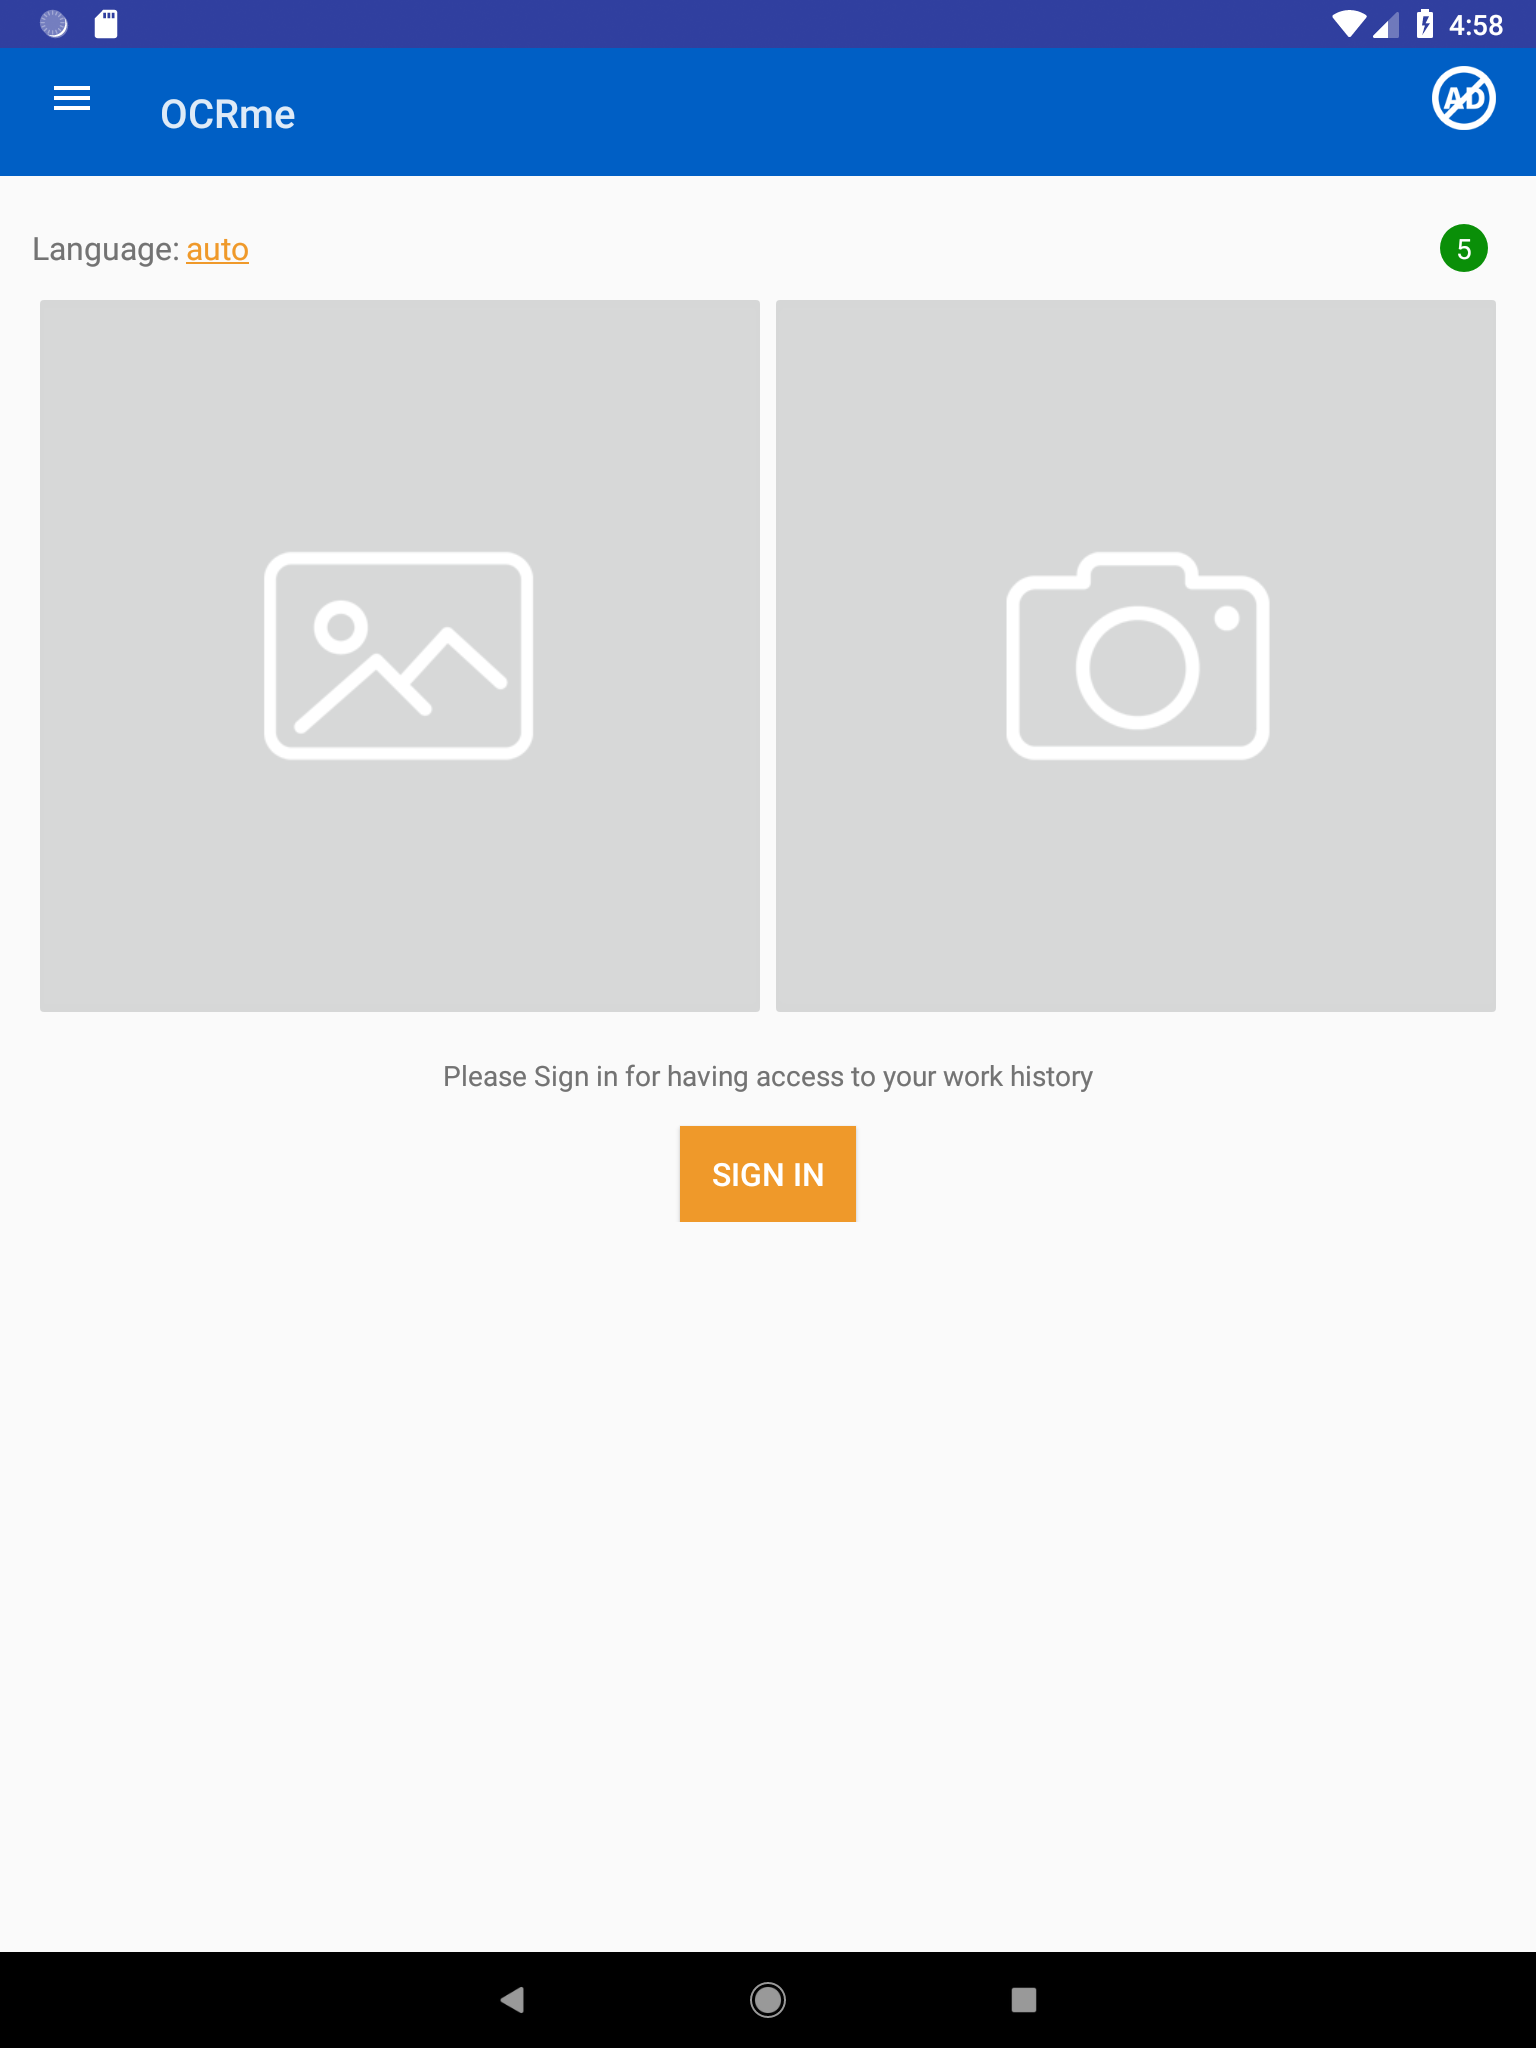 4:58
OCRme
AD
Language: auto
5
Please Sign in for having access to your work history
SIGN IN